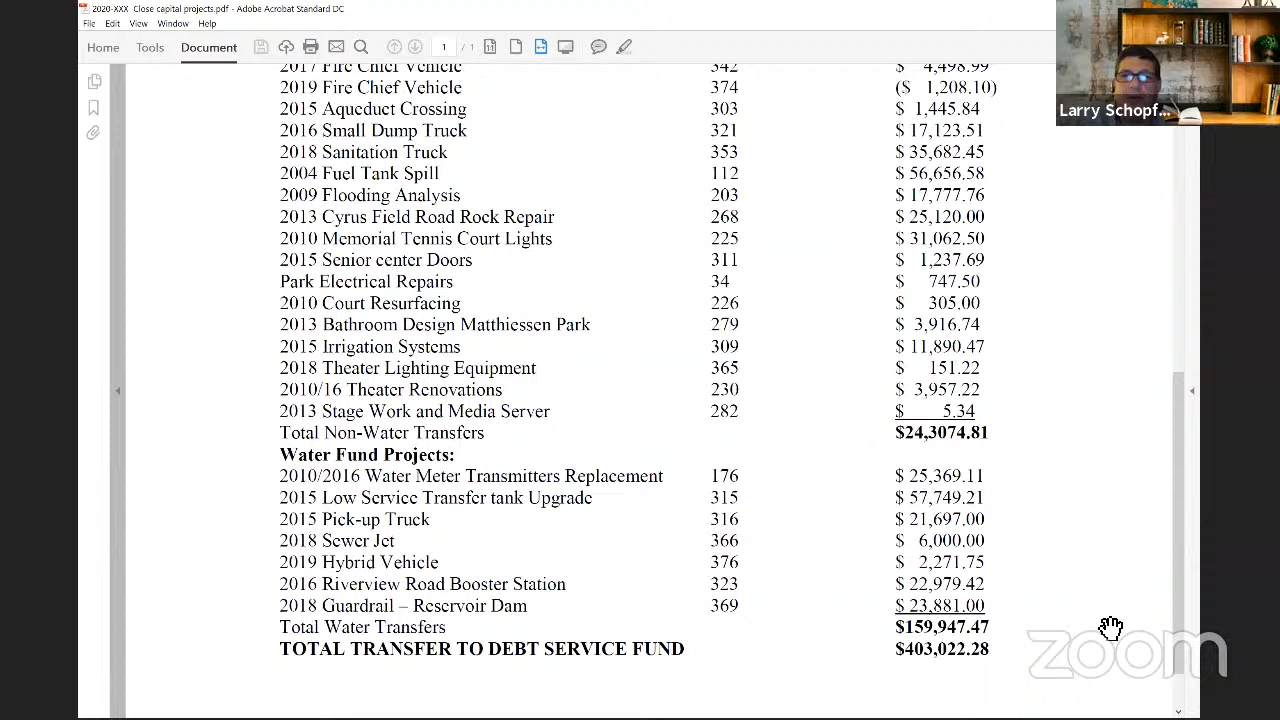 2020-XXX Close capital projects.pdf - Adobe Acrobat Standard DC
File Edit View Window Help
Home Tools Document 1 / 1
2017 Fire Chief Vehicle 342 $ 4,498.99
2019 Fire Chief Vehicle 374 ($ 1,208.10)
2015 Aqueduct Crossing 303 $ 1,445.84
2016 Small Dump Truck 321 $ 17,123.51
2018 Sanitation Truck 353 $ 35,682.45
2004 Fuel Tank Spill 112 $ 56,656.58
2009 Flooding Analysis 203 $ 17,777.76
2013 Cyrus Field Road Rock Repair 268 $ 25,120.00
2010 Memorial Tennis Court Lights 225 $ 31,062.50
2015 Senior center Doors 311 $ 1,237.69
Park Electrical Repairs 34 $ 747.50
2010 Court Resurfacing 226 $ 305.00
2013 Bathroom Design Matthiessen Park 279 $ 3,916.74
2015 Irrigation Systems 309 $ 11,890.47
2018 Theater Lighting Equipment 365 $ 151.22
2010/16 Theater Renovations 230 $ 3,957.22
2013 Stage Work and Media Server 282 $ 5.34
Total Non-Water Transfers $24,3074.81
Water Fund Projects:
2010/2016 Water Meter Transmitters Replacement 176 $ 25,369.11
2015 Low Service Transfer tank Upgrade 315 $ 57,749.21
2015 Pick-up Truck 316 $ 21,697.00
2018 Sewer Jet 366 $ 6,000.00
2019 Hybrid Vehicle 376 $ 2,271.75
2016 Riverview Road Booster Station 323 $ 22,979.42
2018 Guardrail – Reservoir Dam 369 $ 23,881.00
Total Water Transfers $159,947.47
TOTAL TRANSFER TO DEBT SERVICE FUND $403,022.28
Larry Schopf...
zoom